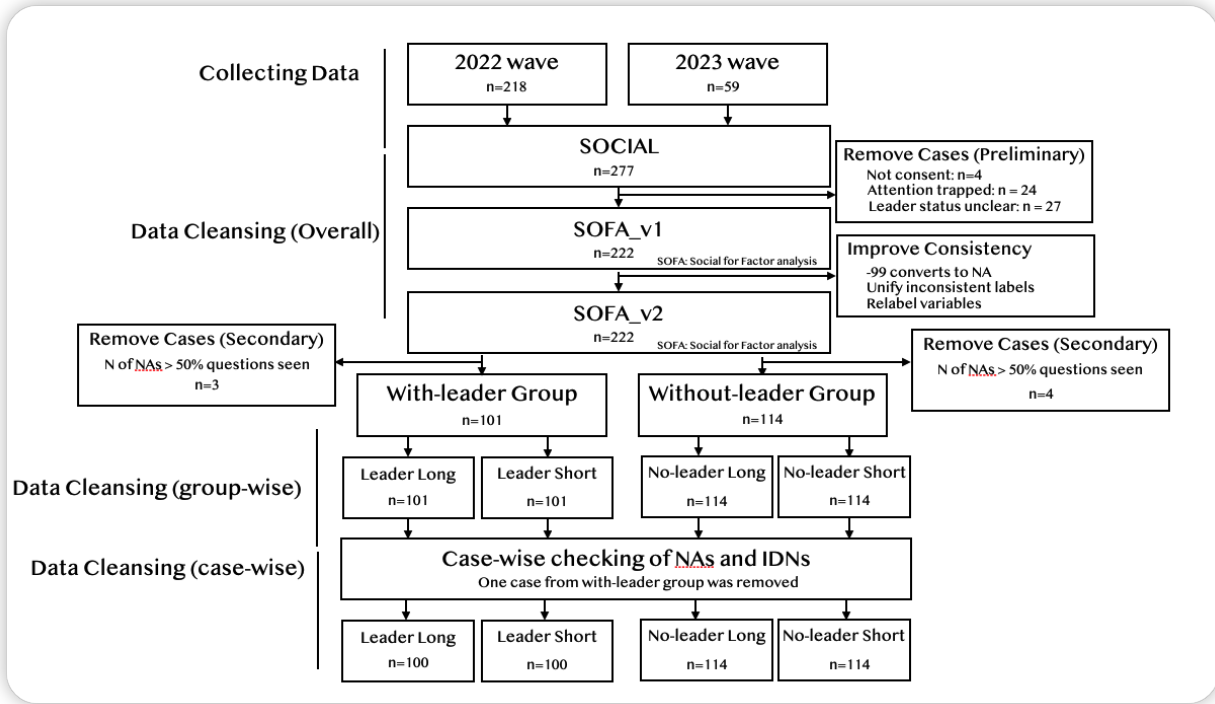 Collecting Data
2022 wave
n=218
2023 wave
n=59
SOCIAL
n=277
Remove Cases (Preliminary)
Not consent: n=4
Attention trapped: n = 24
Leader status unclear: n = 27
Data Cleansing (Overall)
SOFA_v1
n=222
SOFA: Social for Factor analysis
Improve Consistency
-99 converts to NA
Unify inconsistent labels
Relabel variables
SOFA_v2
n=222
SOFA: Social for Factor analysis
Remove Cases (Secondary)
N of NAs > 50% questions seen
n=3
Remove Cases (Secondary)
N of NAs > 50% questions seen
n=4
With-leader Group
n=101
Without-leader Group
n=114
Data Cleansing (group-wise)
Leader Long
n=101
Leader Short
n=101
No-leader Long
n=114
No-leader Short
n=114
Data Cleansing (case-wise)
Case-wise checking of NAs and IDNs
One case from with-leader group was removed
Leader Long
n=100
Leader Short
n=100
No-leader Long
n=114
No-leader Short
n=114